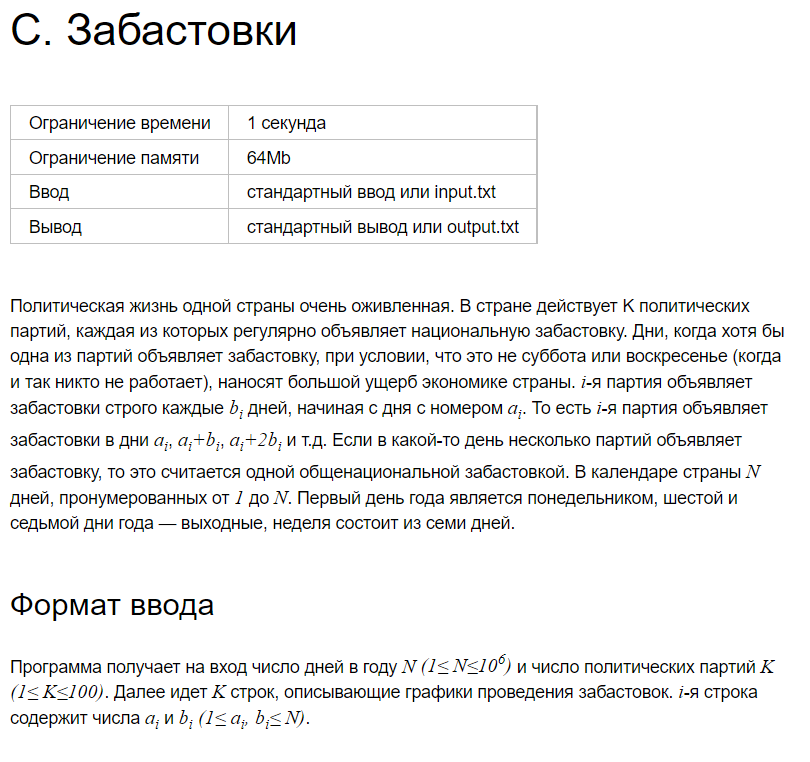 C. Забастовки
Ограничение времени 1 секунда
Ограничение памяти 64Mb
Ввод стандартный ввод или input.txt
Вывод стандартный вывод или output.txt
Политическая жизнь одной страны очень оживленная. В стране действует K политических
партий, каждая из которых регулярно объявляет национальную забастовку. Дни, когда хотя бы
одна из партий объявляет забастовку, при условии, что это не суббота или воскресенье (когда
и так никто не работает), наносят большой ущерб экономике страны. i-я партия объявляет
забастовки строго каждые b_i дней, начиная с дня с номером a_i. То есть i-я партия объявляет
забастовки в дни a_i, a_i+b_i, a_i+2b_i и т.д. Если в какой-то день несколько партий объявляет
забастовку, то это считается одной общенациональной забастовкой. В календаре страны N
дней, пронумерованных от 1 до N. Первый день года является понедельником, шестой и
седьмой дни года — выходные, неделя состоит из семи дней.
Формат ввода
Программа получает на вход число дней в году N (1≤N≤10^6) и число политических партий K
(1≤K≤100). Далее идет K строк, описывающие графики проведения забастовок. i-я строка
содержит числа a_i и b_i (1≤a_i, b_i≤N).